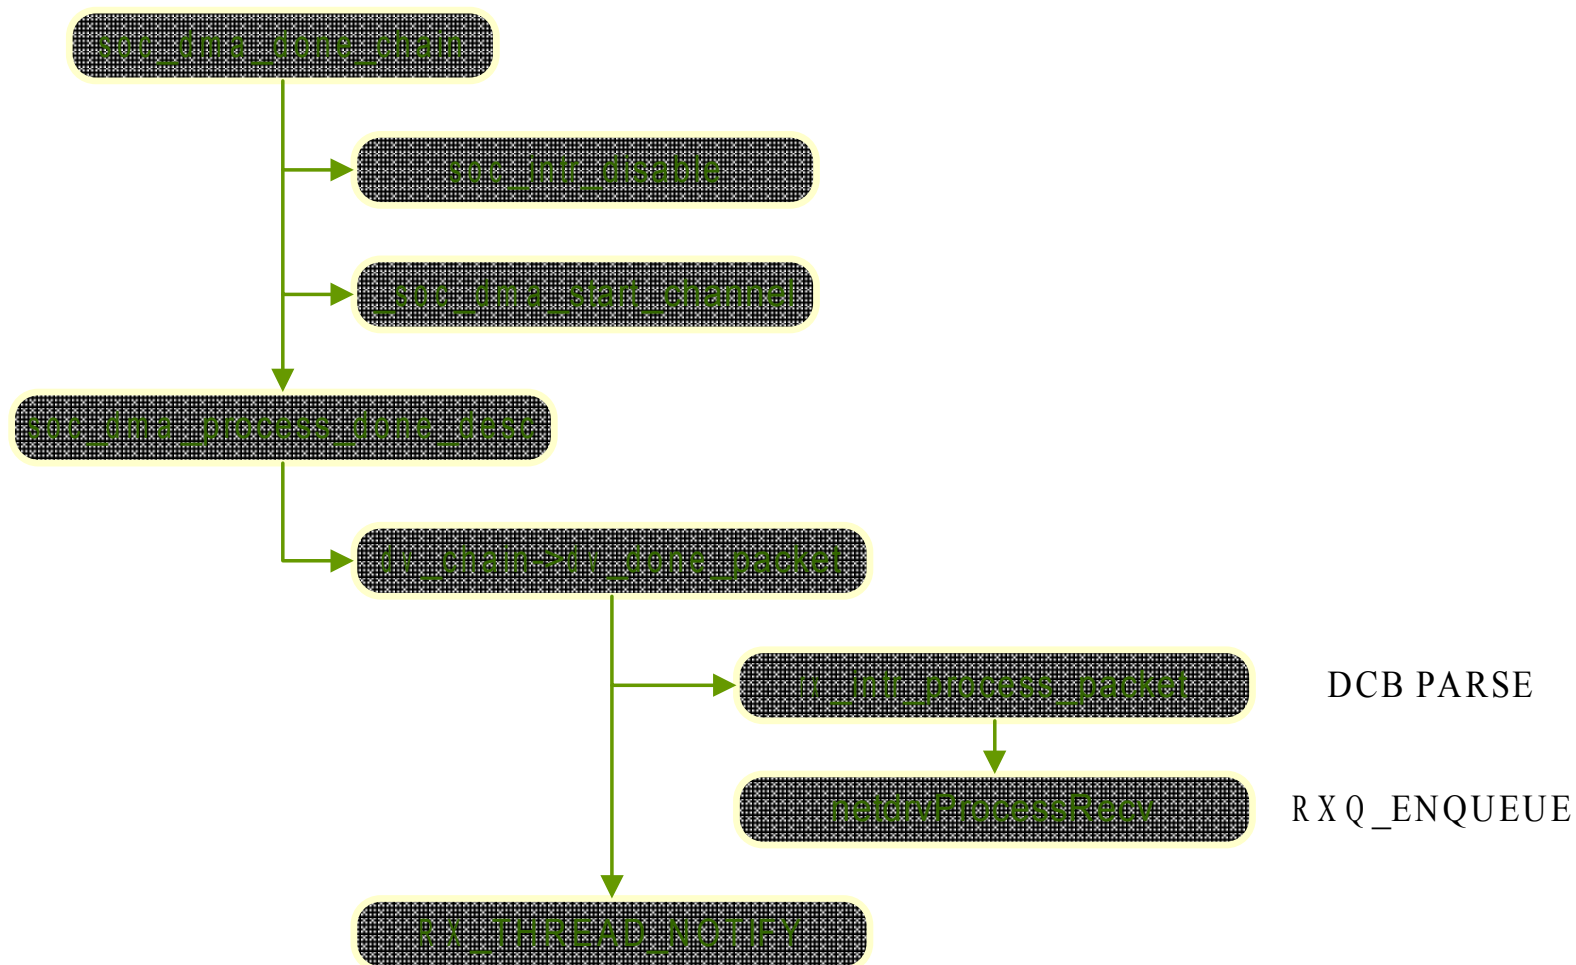 soc_dma_done_chain
soc_intr_disable
_soc_dma_start_channel
soc_dma_process_done_desc
dv_chain->dv_done_packet
rx_intr_process_packet
DCB PARSE
netdrvProcessRecv
RXQ_ENQUEUE
RX_THREAD_NOTIFY